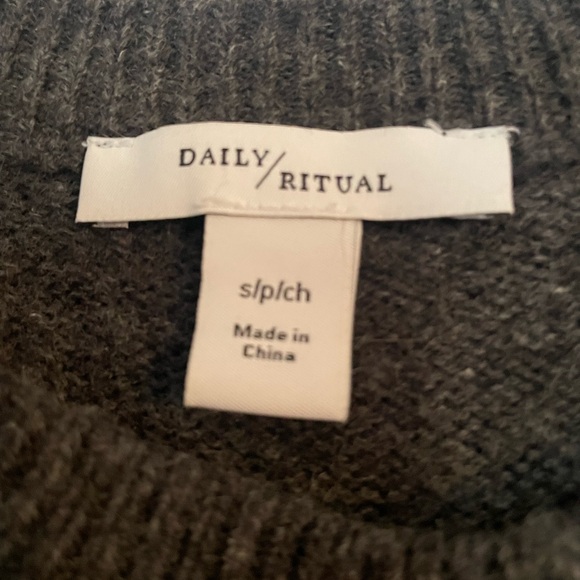 DAILY/
RITUAL
s/p/ch
Made in
China